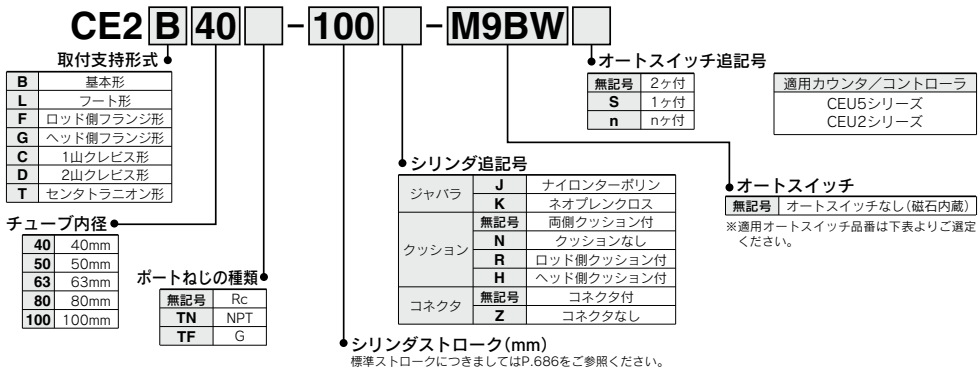 CE2 B 40 - 100 - M9BW
取付支持形式
B 基本形
L フート形
F ロッド側フランジ形
G ヘッド側フランジ形
C 1山クレビス形
D 2山クレビス形
T センタトラニオン形
チューブ内径
40 40mm
50 50mm
63 63mm
80 80mm
100 100mm
ポートねじの種類
無記号 Rc
TN NPT
TF G
シリンダストローク(mm)
標準ストロークにつきましてはP.686をご参照ください。
シリンダ追記号
ジャバラ J ナイロンターポリン
K ネオプレンクロス
クッション 無記号 両側クッション付
N クッションなし
R ロッド側クッション付
H ヘッド側クッション付
コネクタ 無記号 コネクタ付
Z コネクタなし
オートスイッチ追記号
無記号 2ヶ付
S 1ヶ付
n nヶ付
適用カウンタ／コントローラ
CEU5シリーズ
CEU2シリーズ
オートスイッチ
無記号 オートスイッチなし(磁石内蔵)
※適用オートスイッチ品番は下表よりご選定
ください。